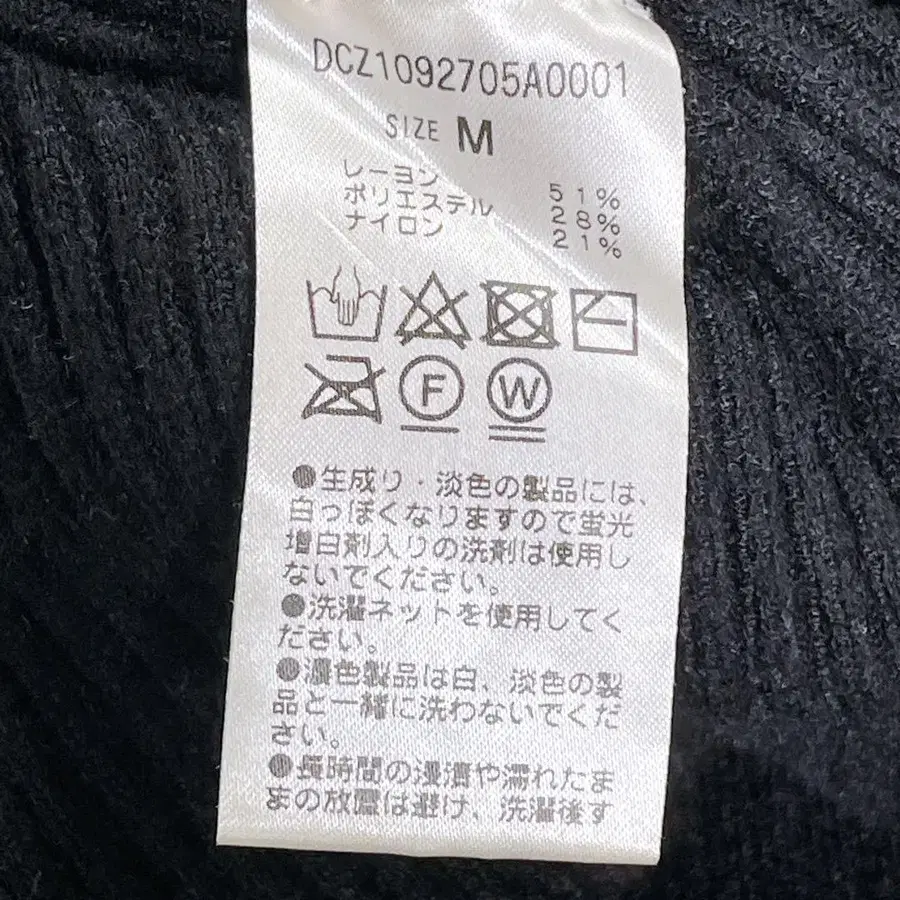 DCZ1092705A0001
SIZE M
レーヨン 51%
ポリエステル 28%
ナイロン 21%
F W
●生成り・淡色の製品には、
白っぽくなりますので蛍光
増白剤入りの洗剤は使用し
ないでください。
●洗濯ネットを使用してく
ださい。
●濃色製品は白、淡色の製
品と一緒に洗わないでくだ
さい。
●長時間の浸漬や濡れたま
まの放置は避け、洗濯後す